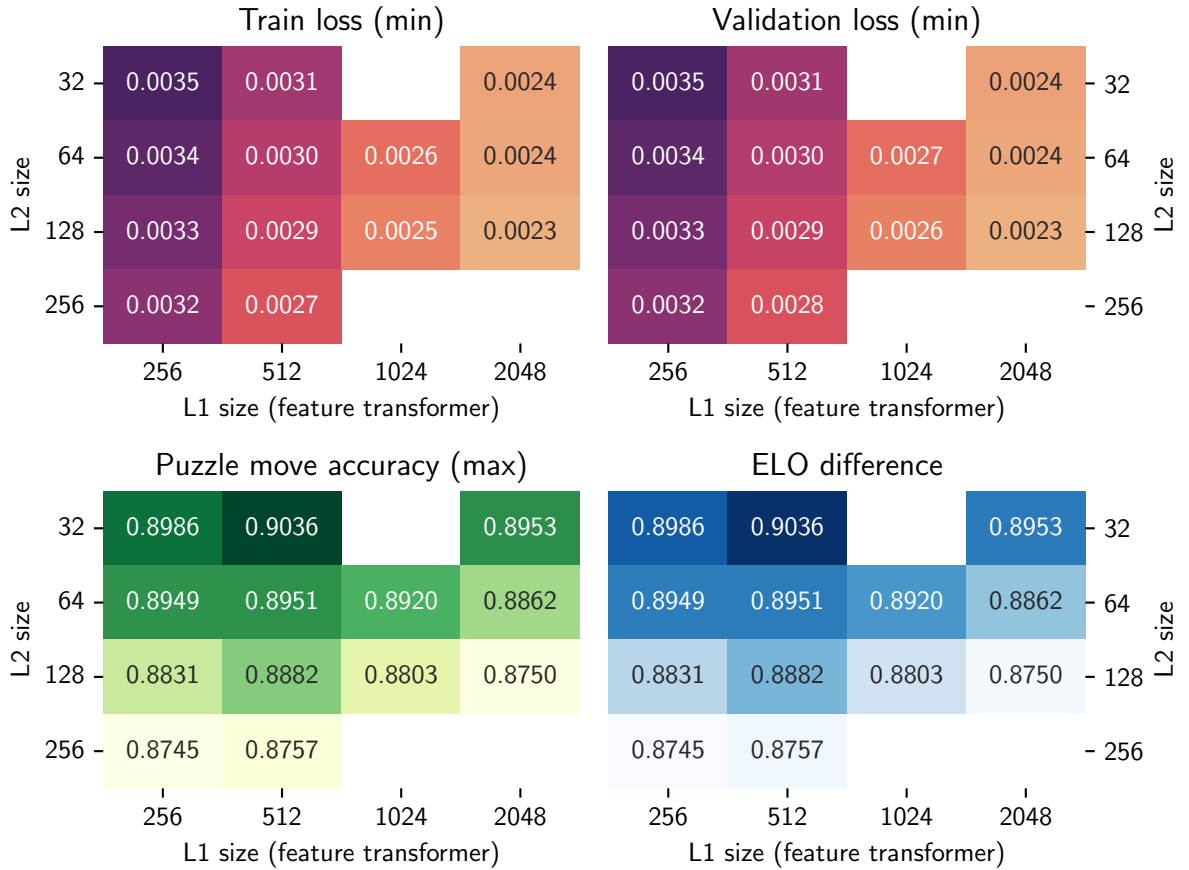 Train loss (min)
Validation loss (min)
32
0.0035 0.0031 0.0024
0.0035 0.0031 0.0024
32
64
0.0034 0.0030 0.0026 0.0024
0.0034 0.0030 0.0027 0.0024
64
L2 size
L2 size
128
0.0033 0.0029 0.0025 0.0023
0.0033 0.0029 0.0026 0.0023
128
256
0.0032 0.0027
0.0032 0.0028
256
256 512 1024 2048
256 512 1024 2048
L1 size (feature transformer)
L1 size (feature transformer)
Puzzle move accuracy (max)
ELO difference
32
0.8986 0.9036 0.8953
0.8986 0.9036 0.8953
32
64
0.8949 0.8951 0.8920 0.8862
0.8949 0.8951 0.8920 0.8862
64
L2 size
L2 size
128
0.8831 0.8882 0.8803 0.8750
0.8831 0.8882 0.8803 0.8750
128
256
0.8745 0.8757
0.8745 0.8757
256
256 512 1024 2048
256 512 1024 2048
L1 size (feature transformer)
L1 size (feature transformer)